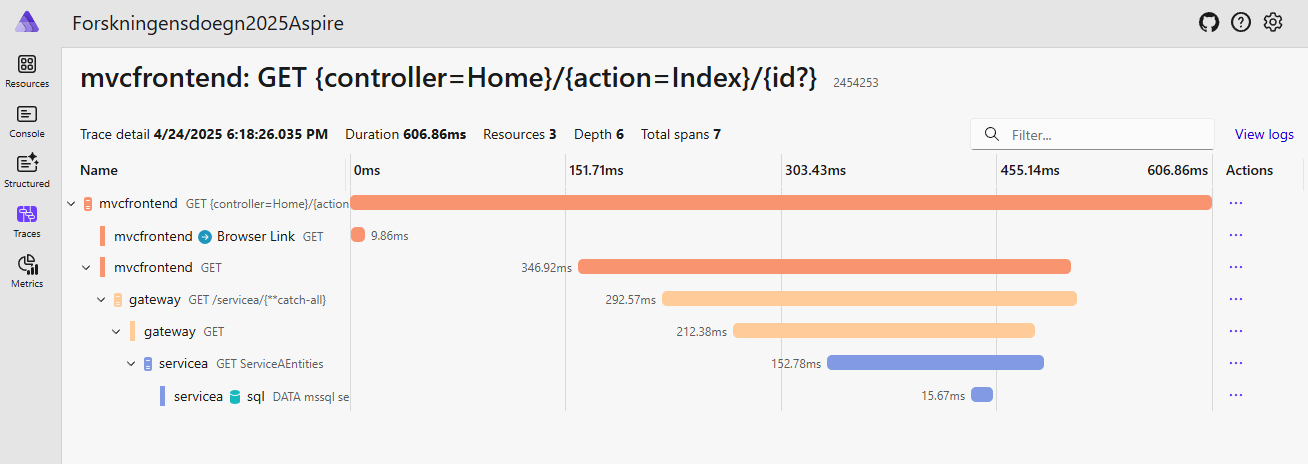 Forskningensdoegn2025Aspire
Resources
Console
Structured
Traces
Metrics
mvcfrontend: GET {controller=Home}/{action=Index}/{id?} 2454253
Trace detail 4/24/2025 6:18:26.035 PM Duration 606.86ms Resources 3 Depth 6 Total spans 7 Filter... View logs
Name 0ms 151.71ms 303.43ms 455.14ms 606.86ms Actions
mvcfrontend GET {controller=Home}/{action
mvcfrontend Browser Link GET 9.86ms
mvcfrontend GET 346.92ms
gateway GET /servicea/{**catch-all} 292.57ms
gateway GET 212.38ms
servicea GET ServiceAEntities 152.78ms
servicea sql DATA mssql se 15.67ms